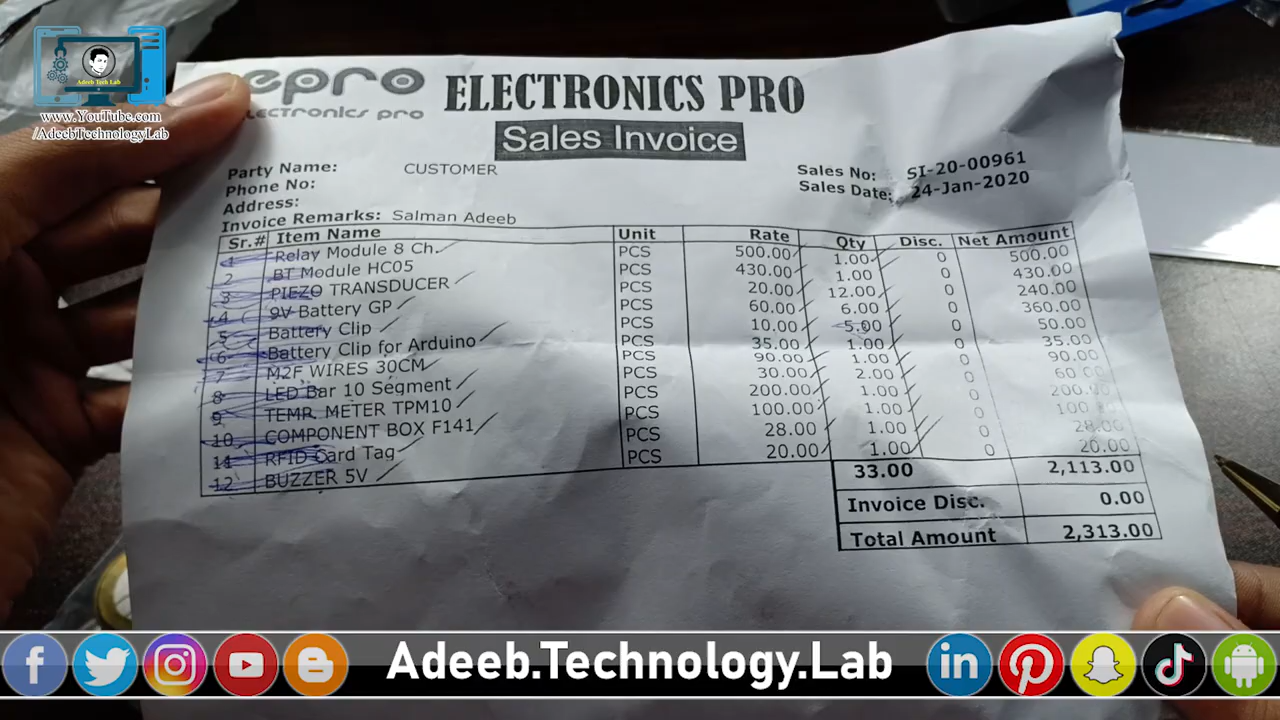 Adeeb Tech Lab
www.YouTube.com
/AdeebTechnologyLab
epro
electronics pro
ELECTRONICS PRO
Sales Invoice
Party Name: CUSTOMER
Phone No:
Address:
Invoice Remarks: Salman Adeeb
Sales No: SI-20-00961
Sales Date: 24-Jan-2020
Sr.# Item Name Unit Rate Qty Disc. Net Amount
1 Relay Module 8 Ch. PCS 500.00 1.00 0 500.00
2 BT Module HC05 PCS 430.00 1.00 0 430.00
3 PIEZO TRANSDUCER PCS 20.00 12.00 0 240.00
4 9V Battery GP PCS 60.00 6.00 0 360.00
5 Battery Clip PCS 10.00 5.00 0 50.00
6 Battery Clip for Arduino PCS 35.00 1.00 0 35.00
7 M2F WIRES 30CM PCS 90.00 1.00 0 90.00
8 LED Bar 10 Segment PCS 30.00 2.00 0 60.00
9 TEMP. METER TPM10 PCS 200.00 1.00 0 200.00
10 COMPONENT BOX F141 PCS 100.00 1.00 0 100.00
11 RFID Card Tag PCS 28.00 1.00 0 28.00
12 BUZZER 5V PCS 20.00 1.00 0 20.00
33.00 2,113.00
Invoice Disc. 0.00
Total Amount 2,313.00
Adeeb.Technology.Lab